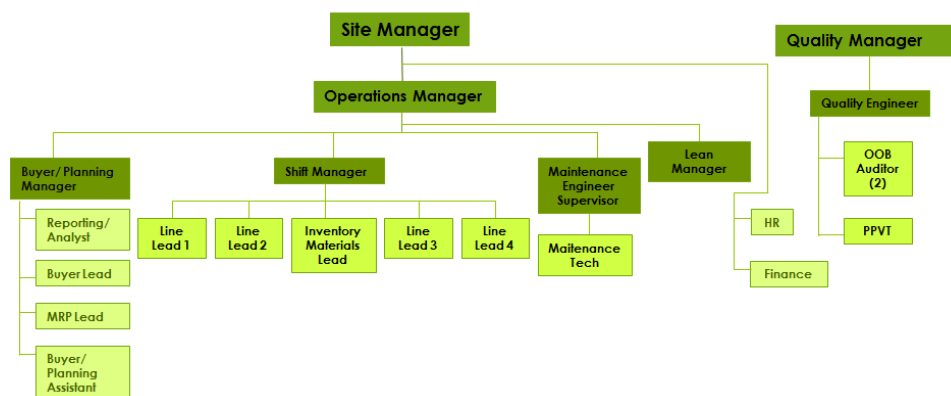 Site Manager
Quality Manager
Operations Manager
Quality Engineer
Buyer/ Planning
Manager
Shift Manager
Maintenance
Engineer
Supervisor
Lean
Manager
OOB
Auditor
(2)
Reporting/
Analyst
Line
Lead 1
Line
Lead 2
Inventory
Materials
Lead
Line
Lead 3
Line
Lead 4
Maitenance
Tech
HR
PPVT
Buyer Lead
Finance
MRP Lead
Buyer/
Planning
Assistant